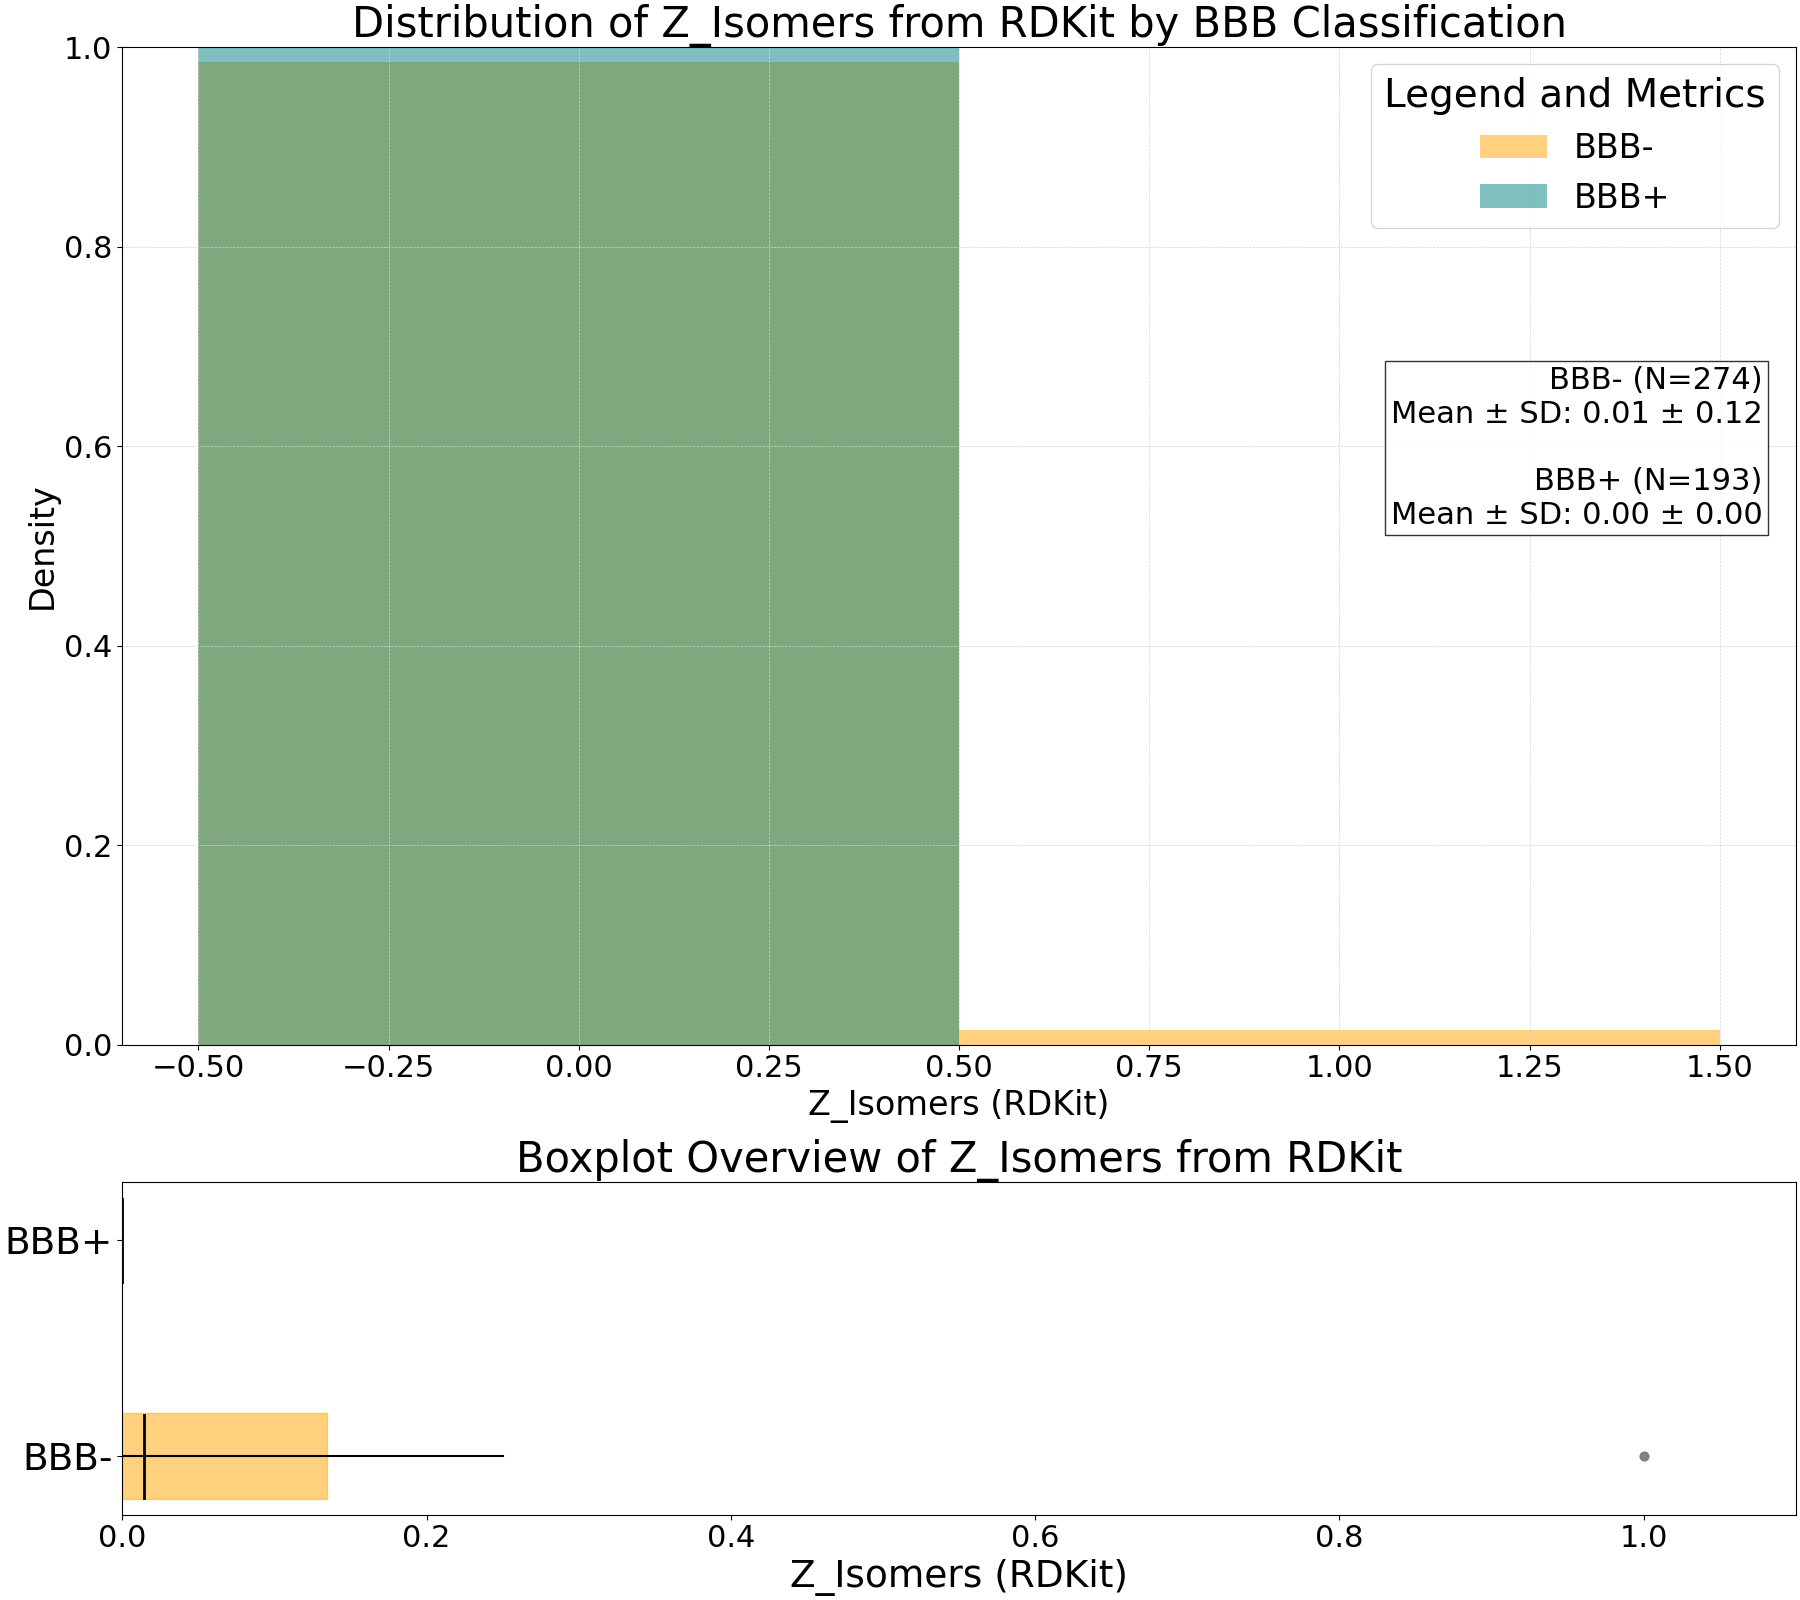 Distribution of Z_Isomers from RDKit by BBB Classification
1.0
0.8
0.6
0.4
0.2
0.0
Density
Legend and Metrics
BBB-
BBB+
BBB- (N=274)
Mean ± SD: 0.01 ± 0.12
BBB+ (N=193)
Mean ± SD: 0.00 ± 0.00
−0.50 −0.25 0.00 0.25 0.50 0.75 1.00 1.25 1.50
Z_Isomers (RDKit)
Boxplot Overview of Z_Isomers from RDKit
BBB+
BBB-
0.0 0.2 0.4 0.6 0.8 1.0
Z_Isomers (RDKit)